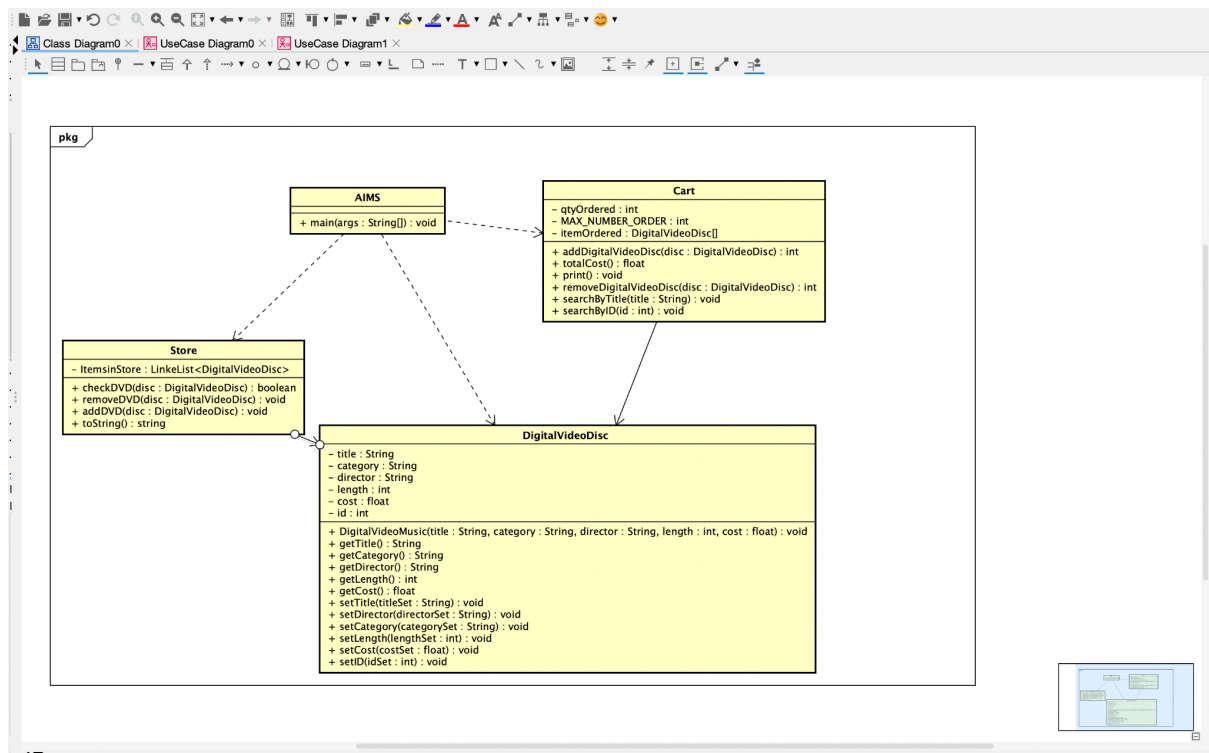 Class Diagram0
UseCase Diagram0
UseCase Diagram1
pkg
AIMS
+ main(args : String[]) : void
Cart
- qtyOrdered : int
- MAX_NUMBER_ORDER : int
- itemOrdered : DigitalVideoDisc[]
+ addDigitalVideoDisc(disc : DigitalVideoDisc) : int
+ totalCost() : float
+ print() : void
+ removeDigitalVideoDisc(disc : DigitalVideoDisc) : int
+ searchByTitle(title : String) : void
+ searchByID(id : int) : void
Store
- ItemsinStore : LinkeList<DigitalVideoDisc>
+ checkDVD(disc : DigitalVideoDisc) : boolean
+ removeDVD(disc : DigitalVideoDisc) : void
+ addDVD(disc : DigitalVideoDisc) : void
+ toString() : string
DigitalVideoDisc
- title : String
- category : String
- director : String
- length : int
- cost : float
- id : int
+ DigitalVideoMusic(title : String, category : String, director : String, length : int, cost : float) : void
+ getTitle() : String
+ getCategory() : String
+ getDirector() : String
+ getLength() : int
+ getCost() : float
+ setTitle(titleSet : String) : void
+ setDirector(directorSet : String) : void
+ setCategory(categorySet : String) : void
+ setLength(lengthSet : int) : void
+ setCost(costSet : float) : void
+ setID(idSet : int) : void